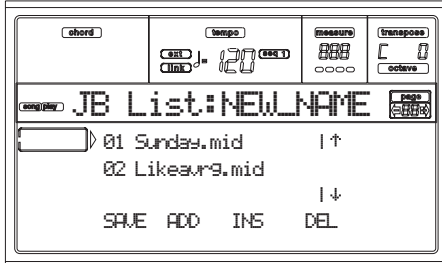 chord tempo measure transpose
ext link ♩= 120 seq 1 888 C 0
octave
song play JB List:NEW_NAME page
01 Sunday.mid |↑
02 Likeavrg.mid
|↓
SAVE ADD INS DEL